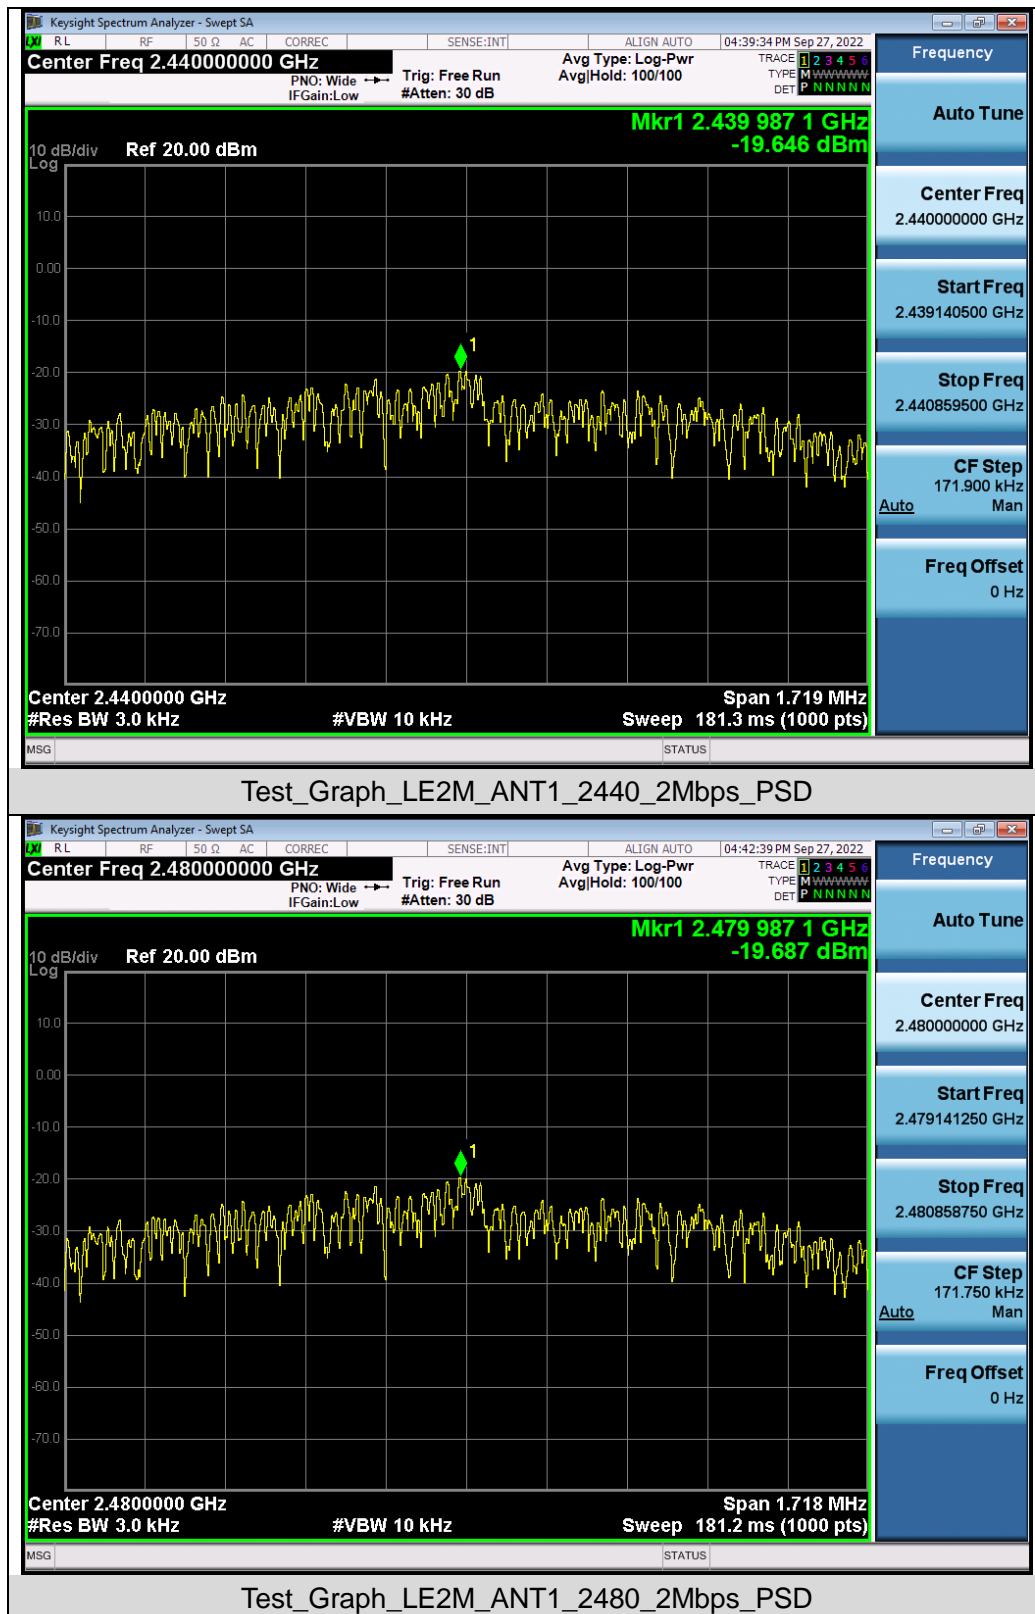 Keysight Spectrum Analyzer - Swept SA
LXI RL RF 50 Ω AC CORREC SENSE:INT ALIGN AUTO 04:39:34 PM Sep 27, 2022
Center Freq 2.440000000 GHz
PNO: Wide
IFGain:Low
Trig: Free Run
#Atten: 30 dB
Avg Type: Log-Pwr
Avg|Hold: 100/100
TRACE 1 2 3 4 5 6
TYPE M W W W W W
DET P N N N N N
Mkr1 2.439 987 1 GHz
-19.646 dBm
10 dB/div Ref 20.00 dBm
Log
10.0
0.00
-10.0
-20.0
-30.0
-40.0
-50.0
-60.0
-70.0
1
Center 2.4400000 GHz Span 1.719 MHz
#Res BW 3.0 kHz #VBW 10 kHz Sweep 181.3 ms (1000 pts)
MSG STATUS
Frequency
Auto Tune
Center Freq
2.440000000 GHz
Start Freq
2.439140500 GHz
Stop Freq
2.440859500 GHz
CF Step
171.900 kHz
Auto Man
Freq Offset
0 Hz
Test_Graph_LE2M_ANT1_2440_2Mbps_PSD
Keysight Spectrum Analyzer - Swept SA
LXI RL RF 50 Ω AC CORREC SENSE:INT ALIGN AUTO 04:42:39 PM Sep 27, 2022
Center Freq 2.480000000 GHz
PNO: Wide
IFGain:Low
Trig: Free Run
#Atten: 30 dB
Avg Type: Log-Pwr
Avg|Hold: 100/100
TRACE 1 2 3 4 5 6
TYPE M W W W W W
DET P N N N N N
Mkr1 2.479 987 1 GHz
-19.687 dBm
10 dB/div Ref 20.00 dBm
Log
10.0
0.00
-10.0
-20.0
-30.0
-40.0
-50.0
-60.0
-70.0
1
Center 2.4800000 GHz Span 1.718 MHz
#Res BW 3.0 kHz #VBW 10 kHz Sweep 181.2 ms (1000 pts)
MSG STATUS
Frequency
Auto Tune
Center Freq
2.480000000 GHz
Start Freq
2.479141250 GHz
Stop Freq
2.480858750 GHz
CF Step
171.750 kHz
Auto Man
Freq Offset
0 Hz
Test_Graph_LE2M_ANT1_2480_2Mbps_PSD